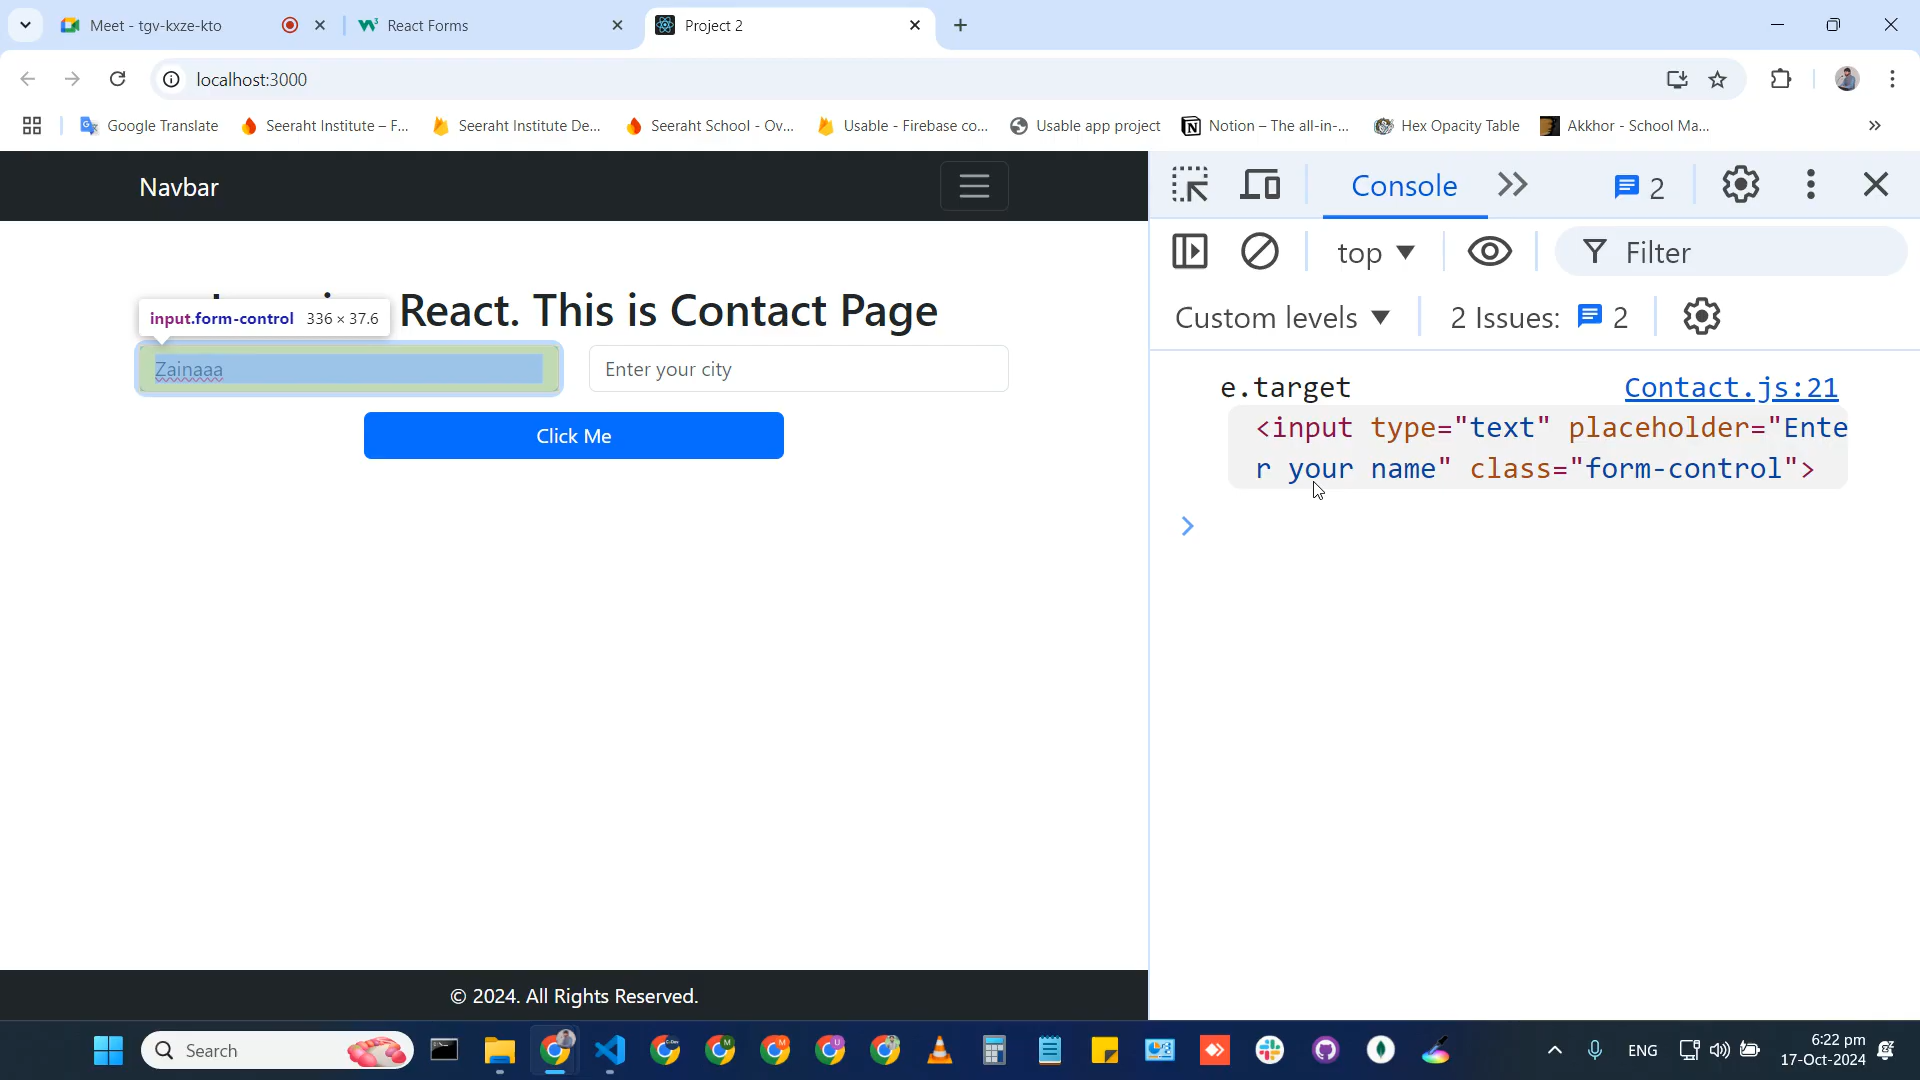 Meet - tgv-kxze-kto
React Forms
Project 2
localhost:3000
Google Translate
Seeraht Institute – F...
Seeraht Institute De...
Seeraht School - Ov...
Usable - Firebase co...
Usable app project
Notion – The all-in-...
Hex Opacity Table
Akkhor - School Ma...
Navbar
React. This is Contact Page
input.form-control 336 × 37.6
Zainaaa
Enter your city
Click Me
© 2024. All Rights Reserved.
Console
2
top
Filter
Custom levels
2 Issues: 2
e.target Contact.js:21
<input type="text" placeholder="Ente
r your name" class="form-control">
Search
ENG
6:22 pm
17-Oct-2024